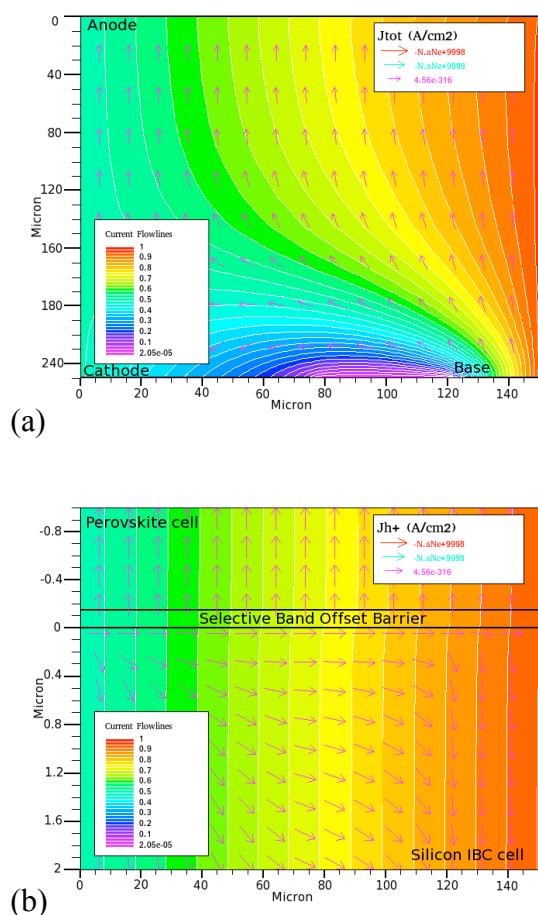 Anode
Jtot (A/cm2)
-N.aNe+9998
-N.aNe+9998
4.56e-316
0
40
80
120
160
180
240
Micron
Current Flowlines
1
0.9
0.8
0.7
0.6
0.5
0.4
0.3
0.2
0.1
2.05e-05
Cathode
Base
0 20 40 60 80 100 120 140
Micron
(a)
Perovskite cell
Jh+ (A/cm2)
-N.aNe+9998
-N.aNe+9998
4.56e-316
-0.8
-0.4
Selective Band Offset Barrier
0
0.4
0.8
1.2
1.6
2
Micron
Current Flowlines
1
0.9
0.8
0.7
0.6
0.5
0.4
0.3
0.2
0.1
2.05e-05
Silicon IBC cell
0 20 40 60 80 100 120 140
Micron
(b)